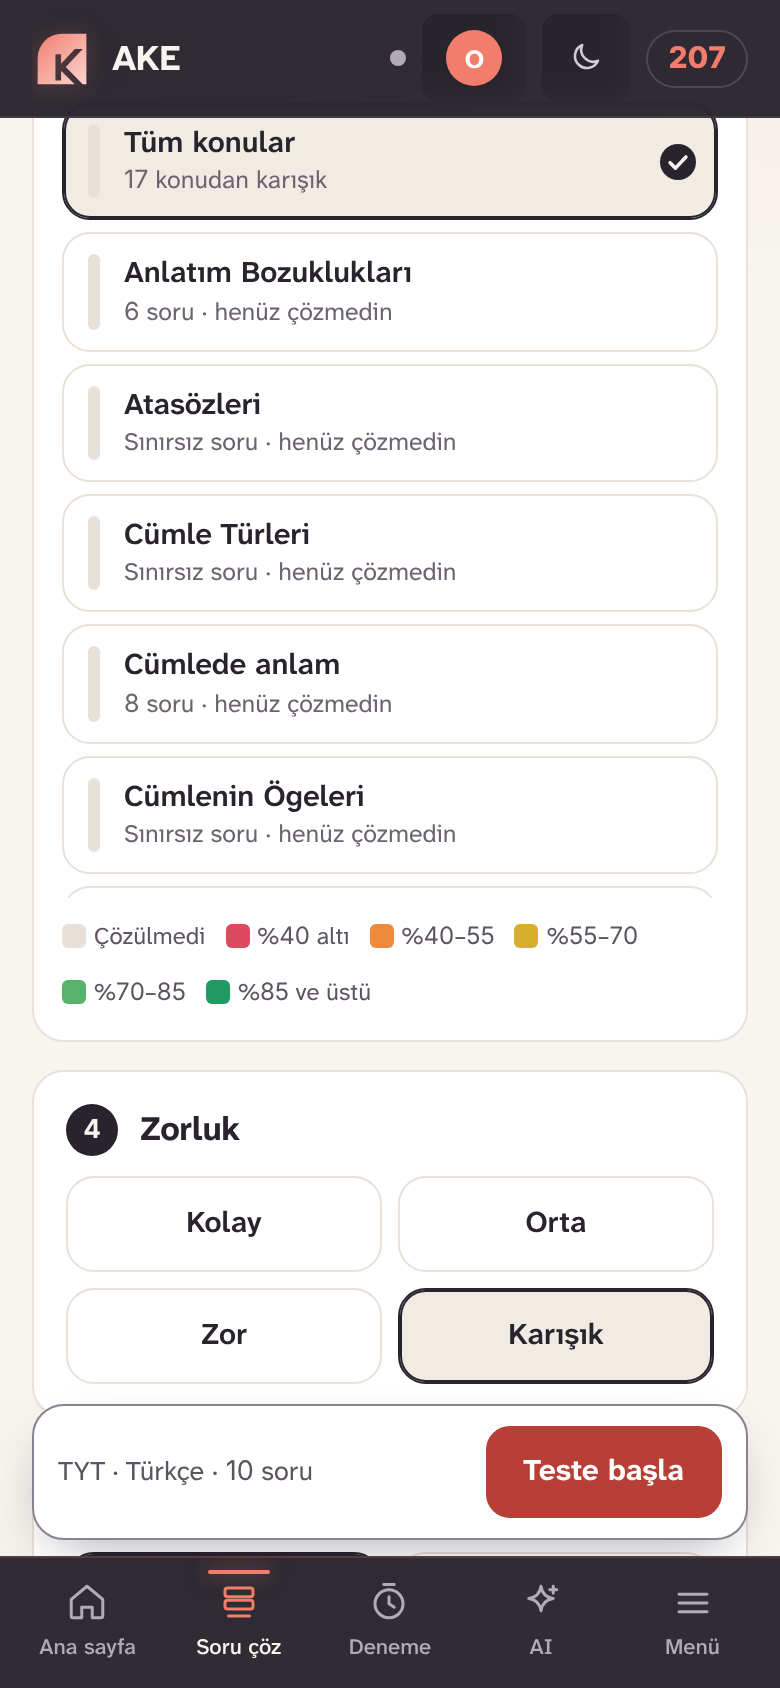 AKE
O
207
Tüm konular
17 konudan karışık
Anlatım Bozuklukları
6 soru · henüz çözmedin
Atasözleri
Sınırsız soru · henüz çözmedin
Cümle Türleri
Sınırsız soru · henüz çözmedin
Cümlede anlam
8 soru · henüz çözmedin
Cümlenin Ögeleri
Sınırsız soru · henüz çözmedin
Çözülmedi %40 altı %40–55 %55–70
%70–85 %85 ve üstü
4 Zorluk
Kolay Orta
Zor Karışık
TYT · Türkçe · 10 soru Teste başla
Ana sayfa Soru çöz Deneme AI Menü